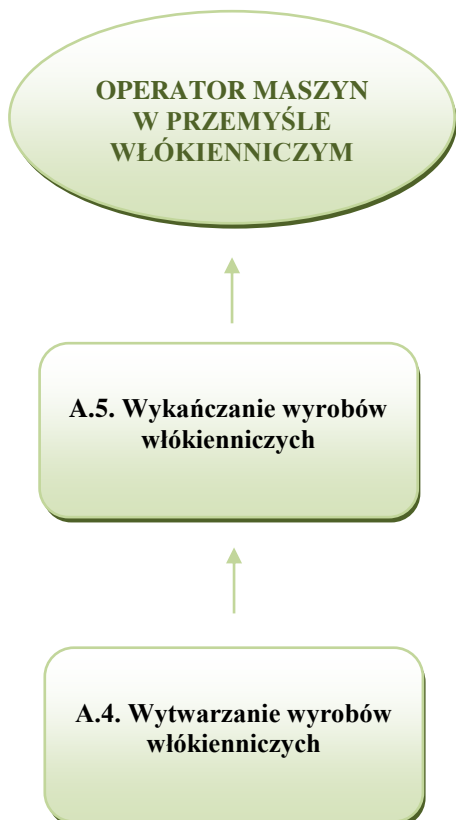 OPERATOR MASZYN
W PRZEMYŚLE
WŁÓKIENNICZYM
A.5. Wykańczanie wyrobów
włókienniczych
A.4. Wytwarzanie wyrobów
włókienniczych